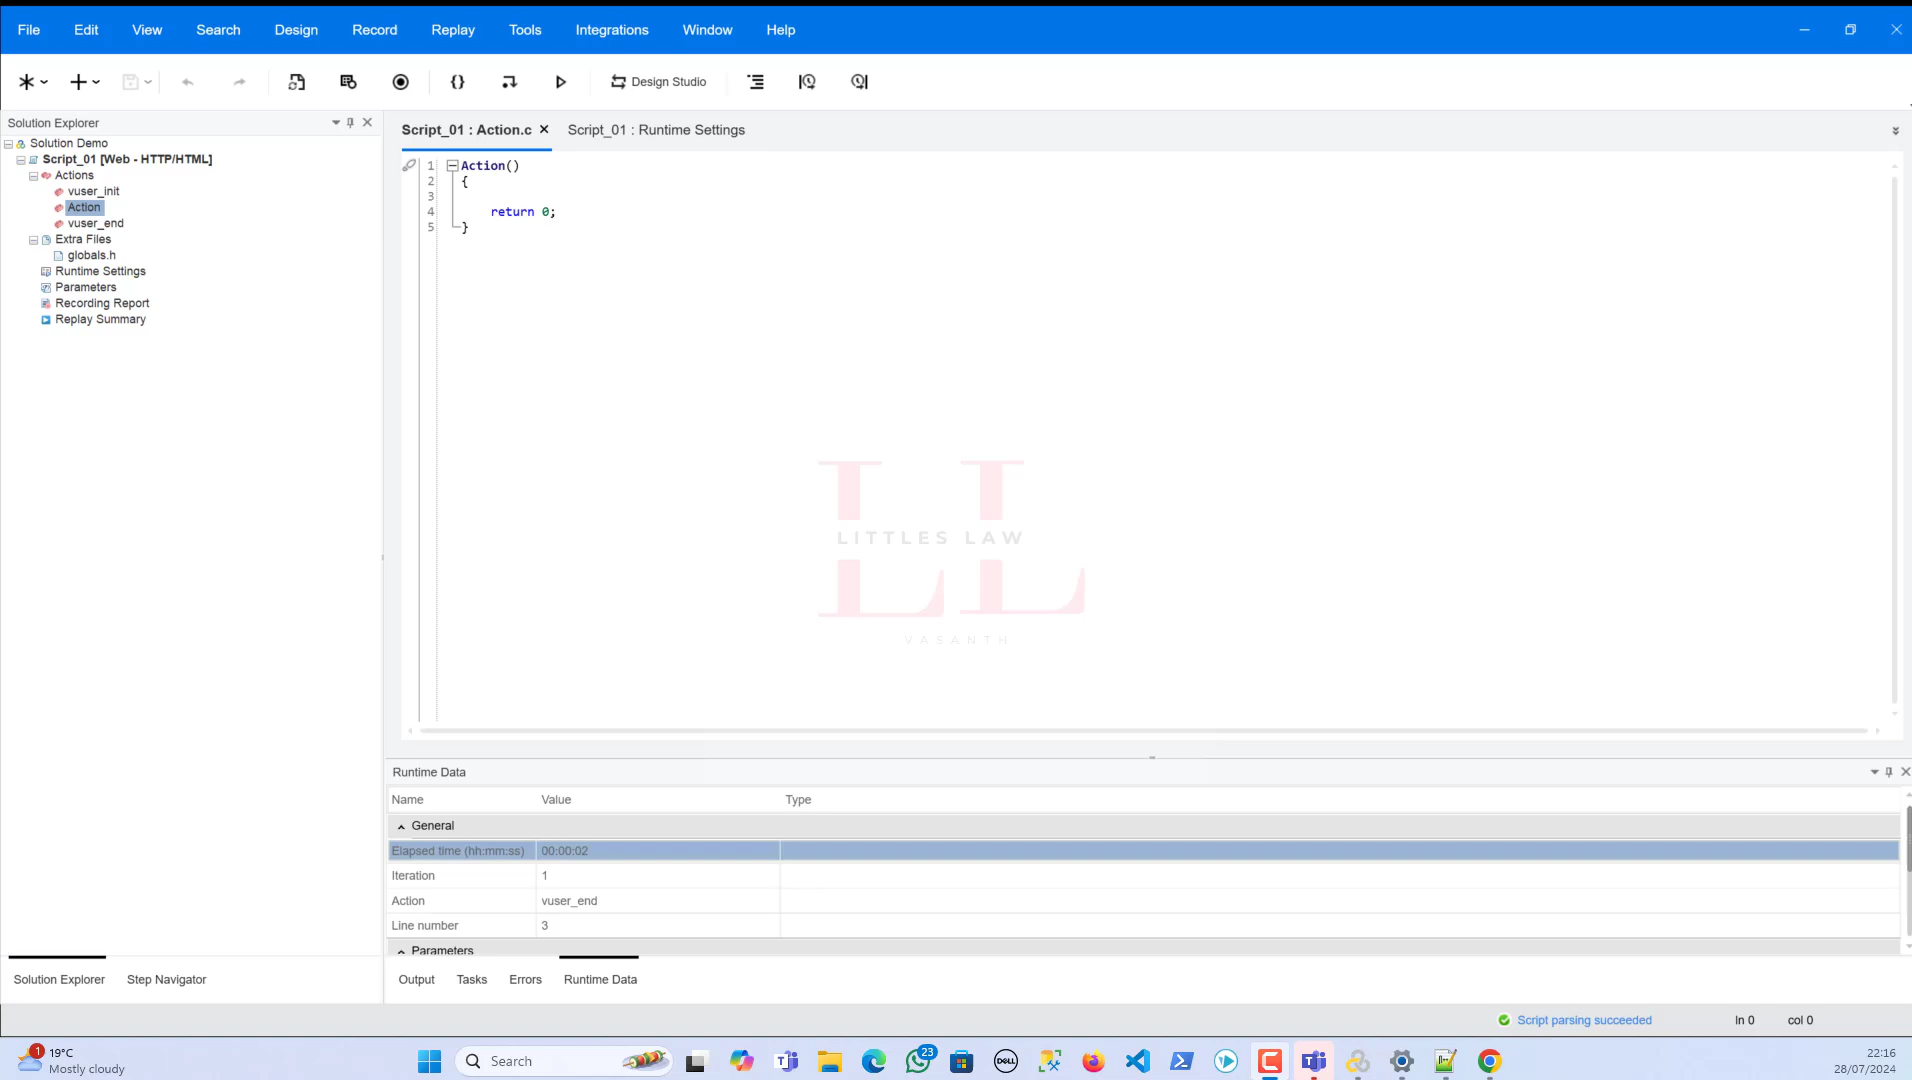 File Edit View Search Design Record Replay Tools Integrations Window Help
Design Studio
Solution Explorer
Solution Demo
Script_01 [Web - HTTP/HTML]
Actions
vuser_init
Action
vuser_end
Extra Files
globals.h
Runtime Settings
Parameters
Recording Report
Replay Summary
Script_01 : Action.c Script_01 : Runtime Settings
1 Action()
2 {
3
4 return 0;
5 }
LITTLES LAW
VASANTH
Runtime Data
Name Value Type
General
Elapsed time (hh:mm:ss) 00:00:02
Iteration 1
Action vuser_end
Line number 3
Parameters
Solution Explorer Step Navigator
Output Tasks Errors Runtime Data
Script parsing succeeded ln 0 col 0
1 19°C
Mostly cloudy
Search
23
DELL
22:16
28/07/2024